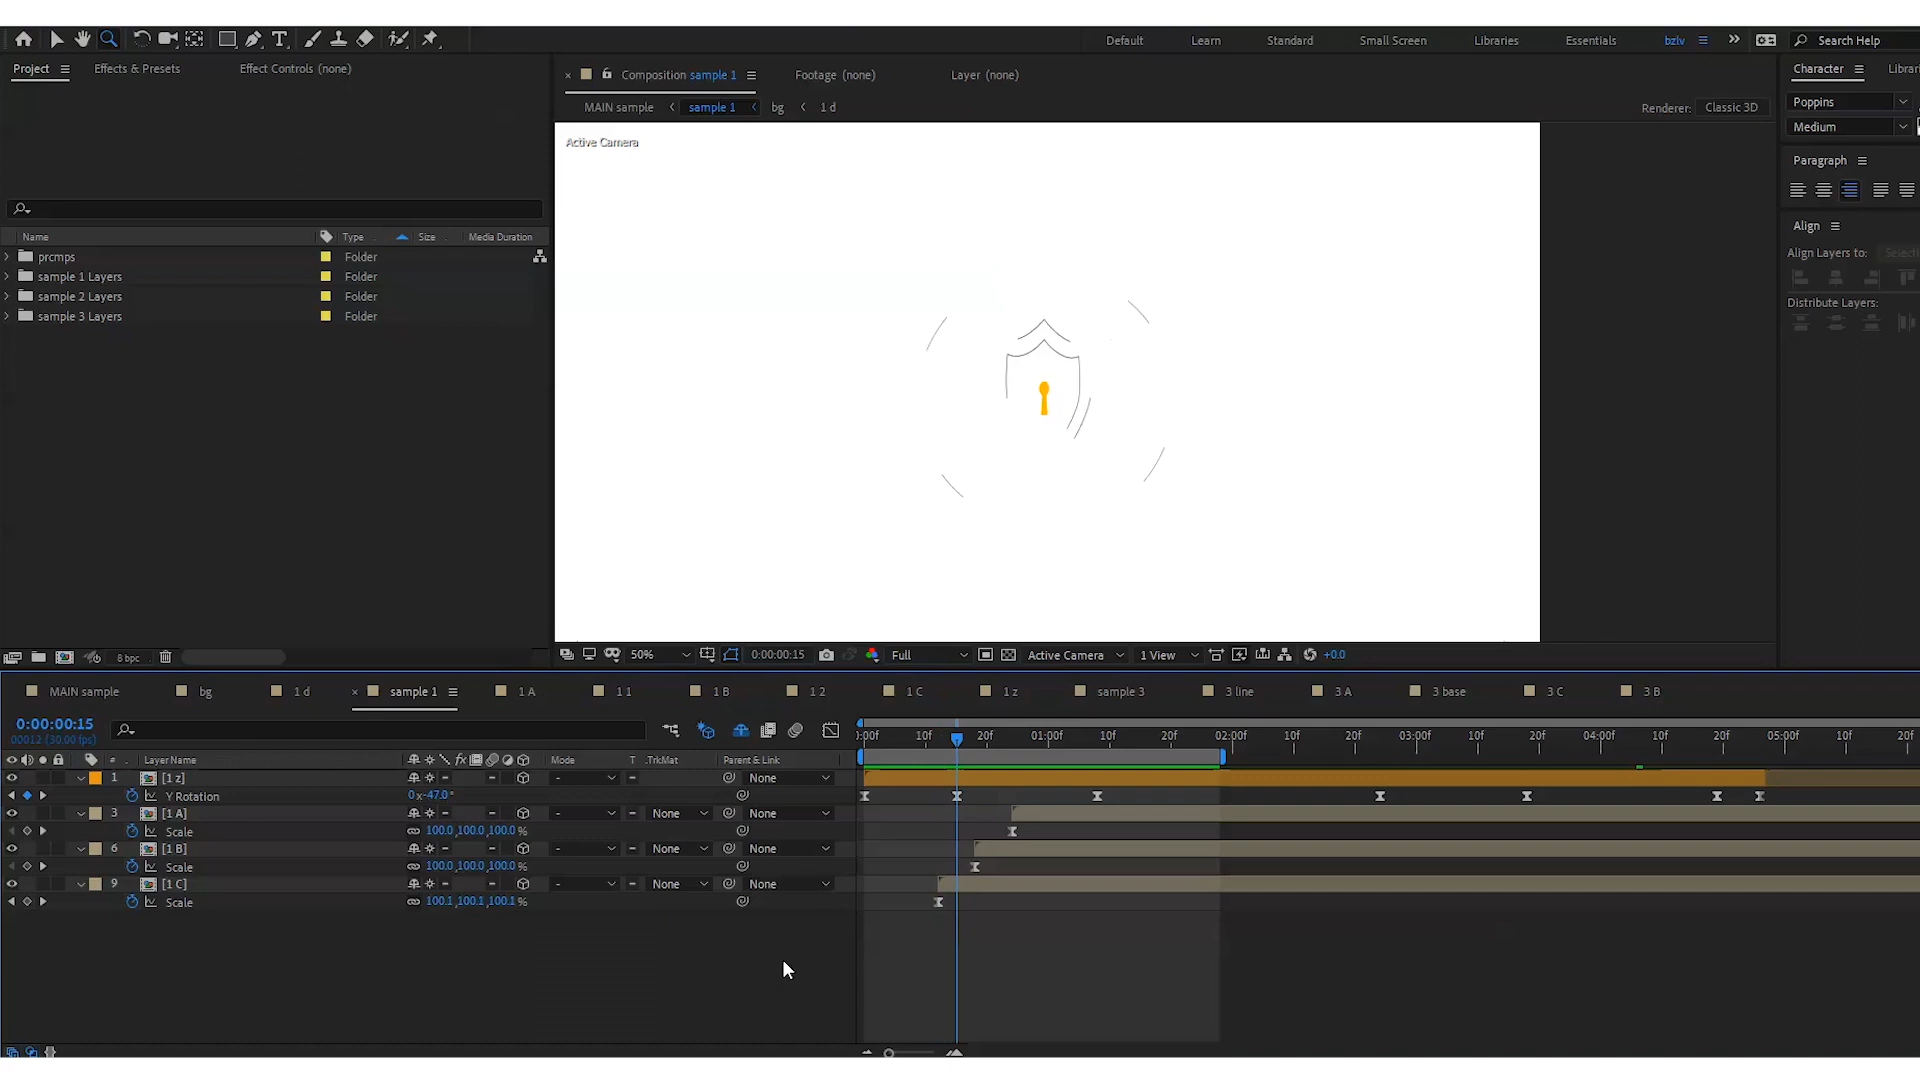 Default Learn Standard Small Screen Libraries Essentials bzlv Search Help
Project Effects & Presets Effect Controls (none)
Composition sample 1 Footage (none) Layer (none)
Character
MAIN sample sample 1 bg 1 d Renderer: Classic 3D
Poppins
Medium
Active Camera
Paragraph
Align
Name Type Size Media Duration
Align Layers to:
prcmps Folder
sample 1 Layers Folder
sample 2 Layers Folder
sample 3 Layers Folder
Distribute Layers:
8 bpc
50% 0:00:00:15 Full Active Camera 1 View +0.0
MAIN sample bg 1 d sample 1 1 A 1 1 1 B 1 2 1 C 1 z sample 3 3 line 3 A 3 base 3 C 3 B
0:00:00:15
:00f 10f 20f 01:00f 10f 20f 02:00f 10f 20f 03:00f 10f 20f 04:00f 10f 20f 05:00f 10f 20f
# Layer Name fx Mode T .TrkMat Parent & Link
1 [1 z] - - None
Y Rotation 0x-47.0°
3 [1 A] - None None
Scale 100.0,100.0,100.0%
6 [1 B] - None None
Scale 100.0,100.0,100.0%
9 [1 C] - None None
Scale 100.1,100.1,100.1%